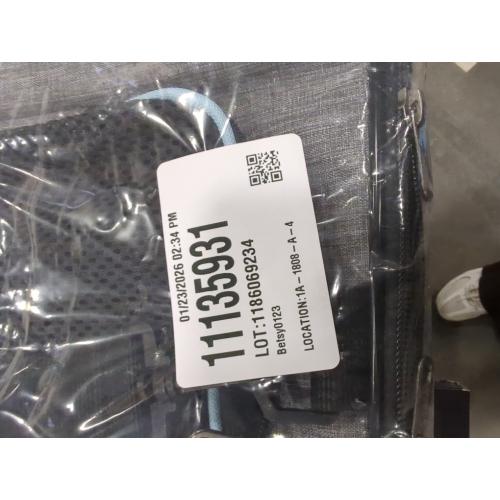 01/23/2026 02:34 PM
11135931
LOT:1186069234
Betsy0123
LOCATION:1A-1808-A-4